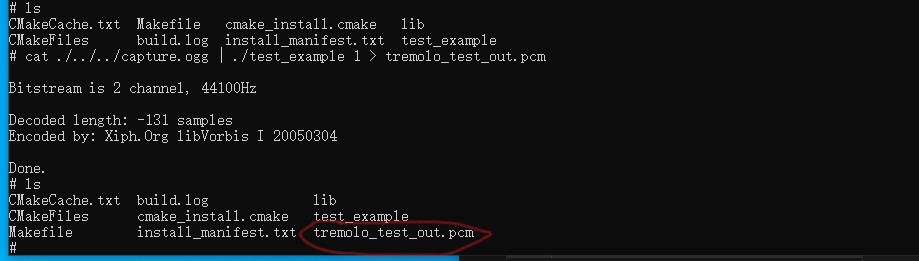 # ls
CMakeCache.txt  Makefile  cmake_install.cmake  lib
CMakeFiles  build.log  install_manifest.txt  test_example
# cat ./../../capture.ogg | ./test_example 1 > tremolo_test_out.pcm
Bitstream is 2 channel, 44100Hz
Decoded length: -131 samples
Encoded by: Xiph.Org libVorbis I 20050304
Done.
# ls
CMakeCache.txt  build.log  lib
CMakeFiles  cmake_install.cmake  test_example
Makefile  install_manifest.txt  tremolo_test_out.pcm
#